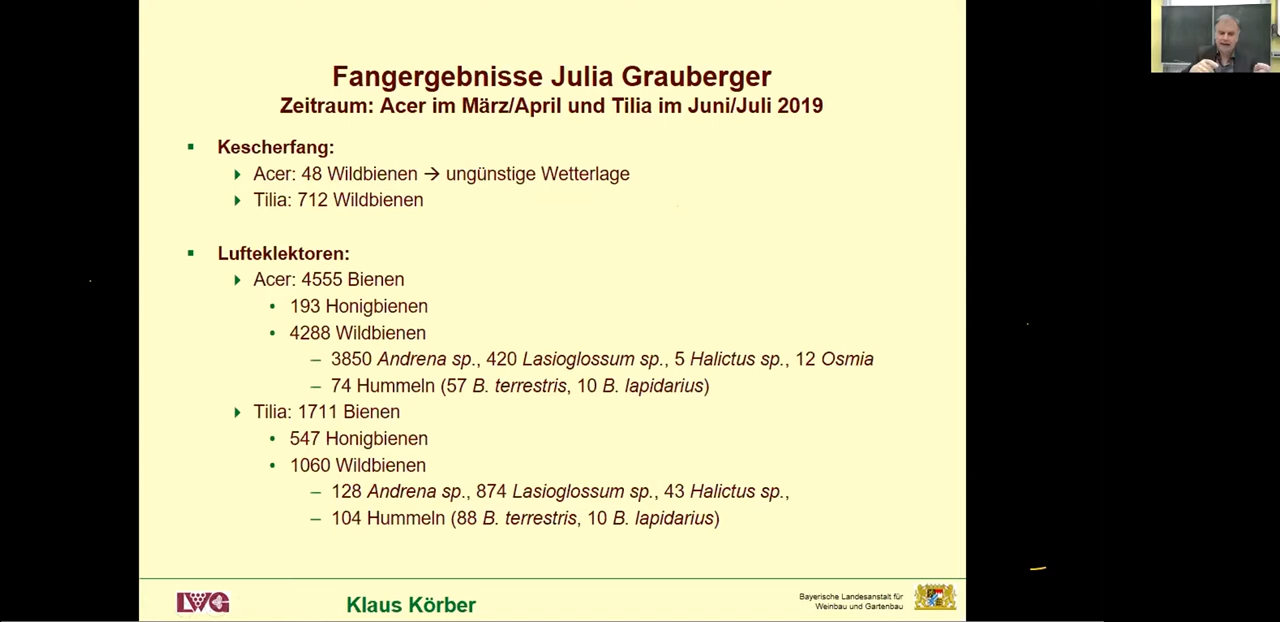 Fangergebnisse Julia Grauberger
Zeitraum: Acer im März/April und Tilia im Juni/Juli 2019
Kescherfang:
Acer: 48 Wildbienen → ungünstige Wetterlage
Tilia: 712 Wildbienen
Lufteklektoren:
Acer: 4555 Bienen
193 Honigbienen
4288 Wildbienen
– 3850 Andrena sp., 420 Lasioglossum sp., 5 Halictus sp., 12 Osmia
– 74 Hummeln (57 B. terrestris, 10 B. lapidarius)
Tilia: 1711 Bienen
547 Honigbienen
1060 Wildbienen
– 128 Andrena sp., 874 Lasioglossum sp., 43 Halictus sp.,
– 104 Hummeln (88 B. terrestris, 10 B. lapidarius)
LWG
Klaus Körber
Bayerische Landesanstalt für
Weinbau und Gartenbau